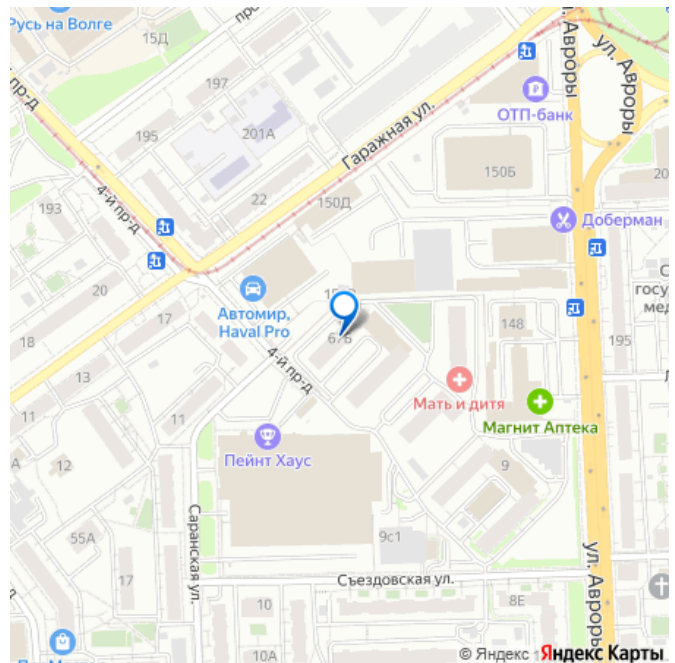 Русь на Волге
15Д
ул. Авроры
ул. Авроры
197
ОТП-банк
195
201А
Гаражная ул.
150Б
4-й пр-д
22
193
150Д
20
Доберман
20
Автомир,
Haval Pro
67Б
148
195
18
13
4-й пр-д
11
11
Мать и дитя
Магнит Аптека
Пейнт Хаус
12
9
55А
17
Саранская ул.
9с1
Съездовская ул.
ул. Авроры
10
8Е
10А
© Яндекс
Яндекс Карты